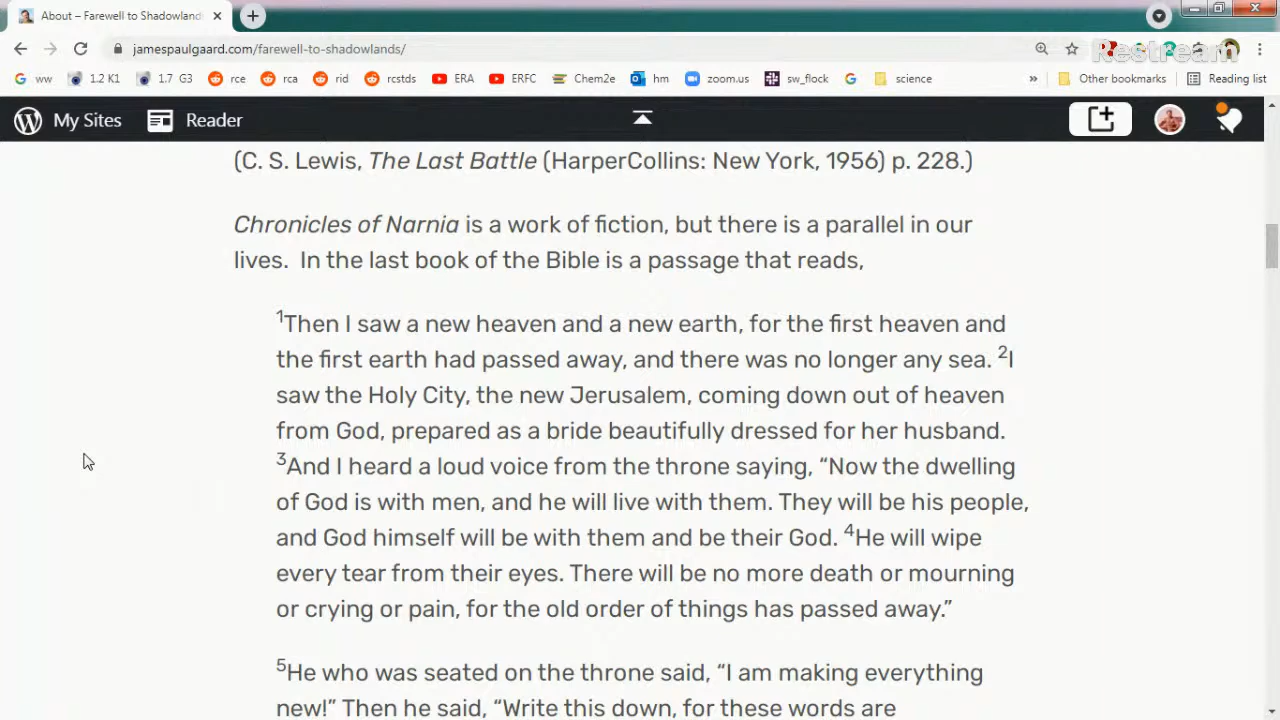 About – Farewell to Shadowland
jamespaulgaard.com/farewell-to-shadowlands/
Restream
ww 1.2 K1 1.7 G3 rce rca rid rcstds ERA ERFC Chem2e hm zoom.us sw_flock science » Other bookmarks Reading list
My Sites Reader
(C. S. Lewis, The Last Battle (HarperCollins: New York, 1956) p. 228.)
Chronicles of Narnia is a work of fiction, but there is a parallel in our
lives. In the last book of the Bible is a passage that reads,
1Then I saw a new heaven and a new earth, for the first heaven and
the first earth had passed away, and there was no longer any sea. 2I
saw the Holy City, the new Jerusalem, coming down out of heaven
from God, prepared as a bride beautifully dressed for her husband.
3And I heard a loud voice from the throne saying, “Now the dwelling
of God is with men, and he will live with them. They will be his people,
and God himself will be with them and be their God. 4He will wipe
every tear from their eyes. There will be no more death or mourning
or crying or pain, for the old order of things has passed away.”
5He who was seated on the throne said, “I am making everything
new!” Then he said, “Write this down, for these words are